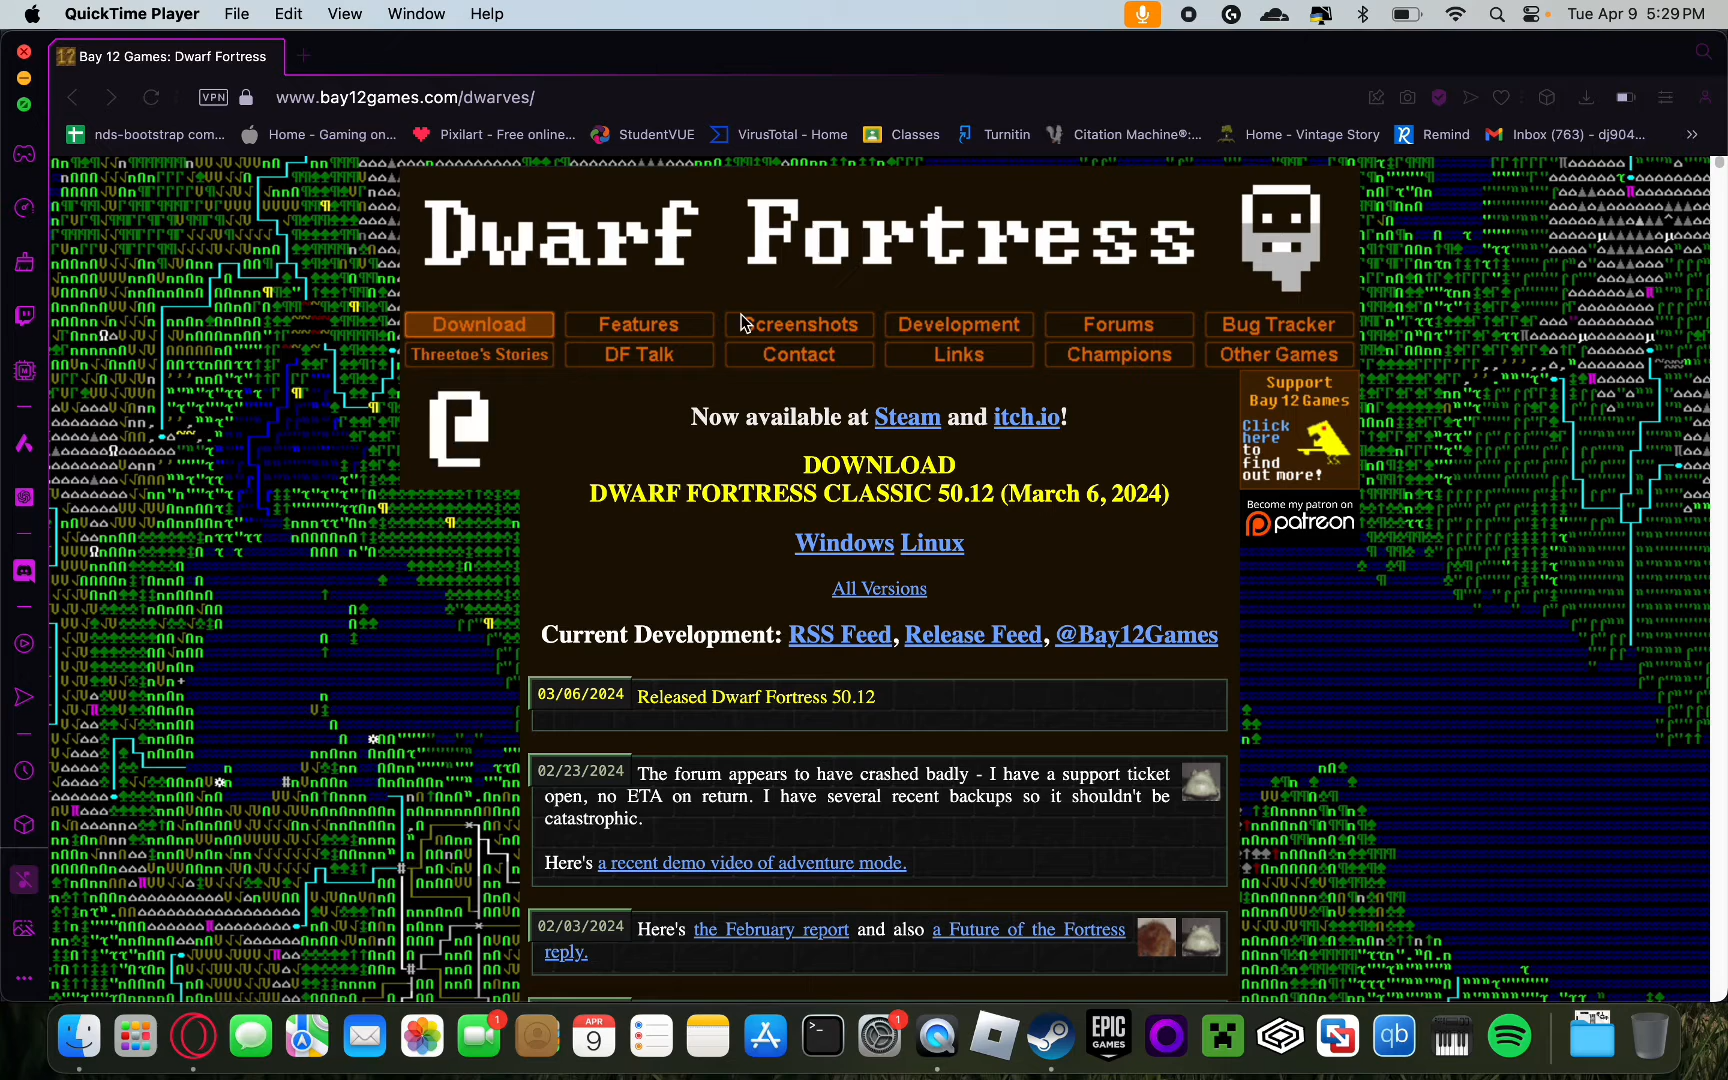 QuickTime Player File Edit View Window Help Tue Apr 9 5:29 PM
Bay 12 Games: Dwarf Fortress
VPN www.bay12games.com/dwarves/
nds-bootstrap com... Home - Gaming on... Pixilart - Free online... StudentVUE VirusTotal - Home Classes Turnitin Citation Machine®:... Home - Vintage Story Remind Inbox (763) - dj904...
Dwarf Fortress
Download Features Screenshots Development Forums Bug Tracker
Threetoe's Stories DF Talk Contact Links Champions Other Games
Support
Bay 12 Games
Click
here
to
find
out more!
Become my patron on
patreon
Now available at Steam and itch.io!
DOWNLOAD
DWARF FORTRESS CLASSIC 50.12 (March 6, 2024)
Windows Linux
All Versions
Current Development: RSS Feed, Release Feed, @Bay12Games
03/06/2024 Released Dwarf Fortress 50.12
02/23/2024 The forum appears to have crashed badly - I have a support ticket
open, no ETA on return. I have several recent backups so it shouldn't be
catastrophic.
Here's a recent demo video of adventure mode.
02/03/2024 Here's the February report and also a Future of the Fortress
reply.
APR
9
1
1
EPIC
GAMES
qb